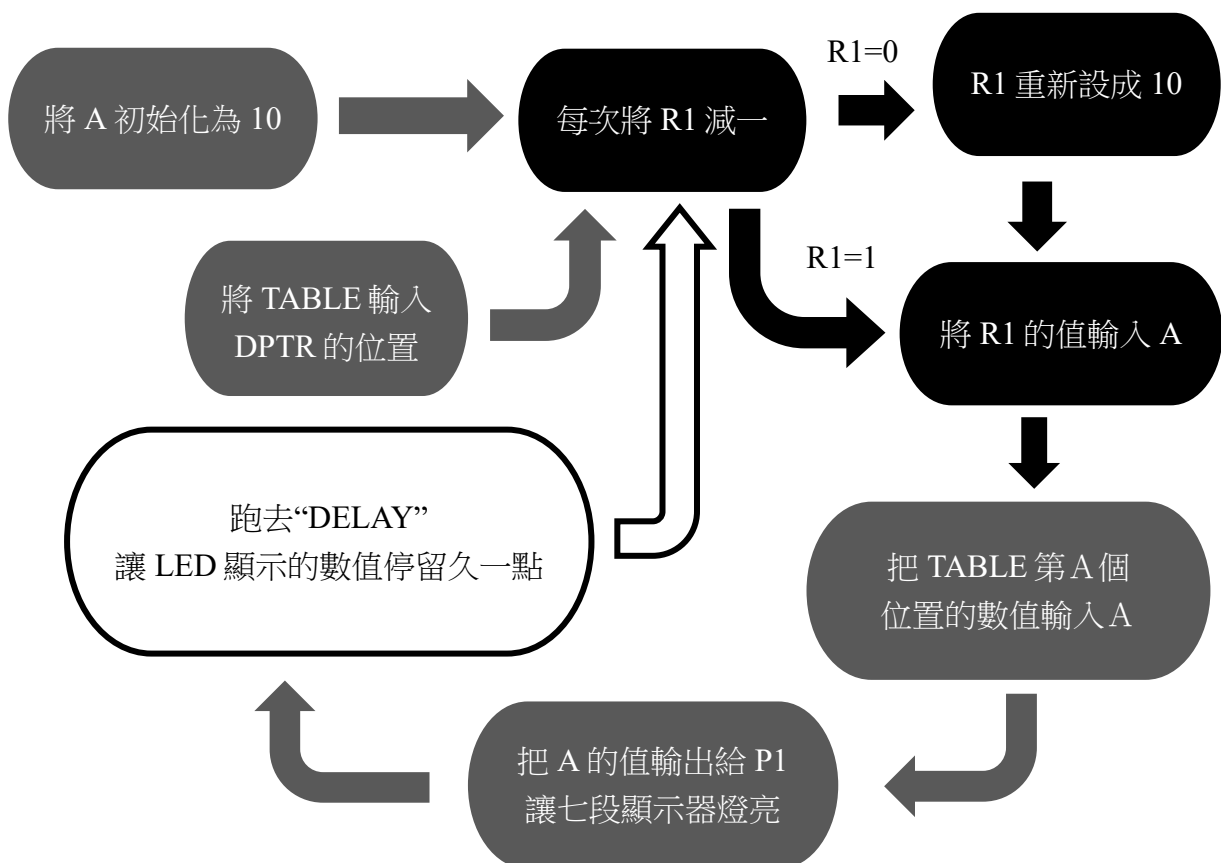 將 A 初始化為 10
每次將 R1 減一
R1=0
R1 重新設成 10
將 TABLE 輸入
DPTR 的位置
R1=1
將 R1 的值輸入 A
跑去“DELAY”
讓 LED 顯示的數值停留久一點
把 TABLE 第A個
位置的數值輸入A
把 A 的值輸出給 P1
讓七段顯示器燈亮